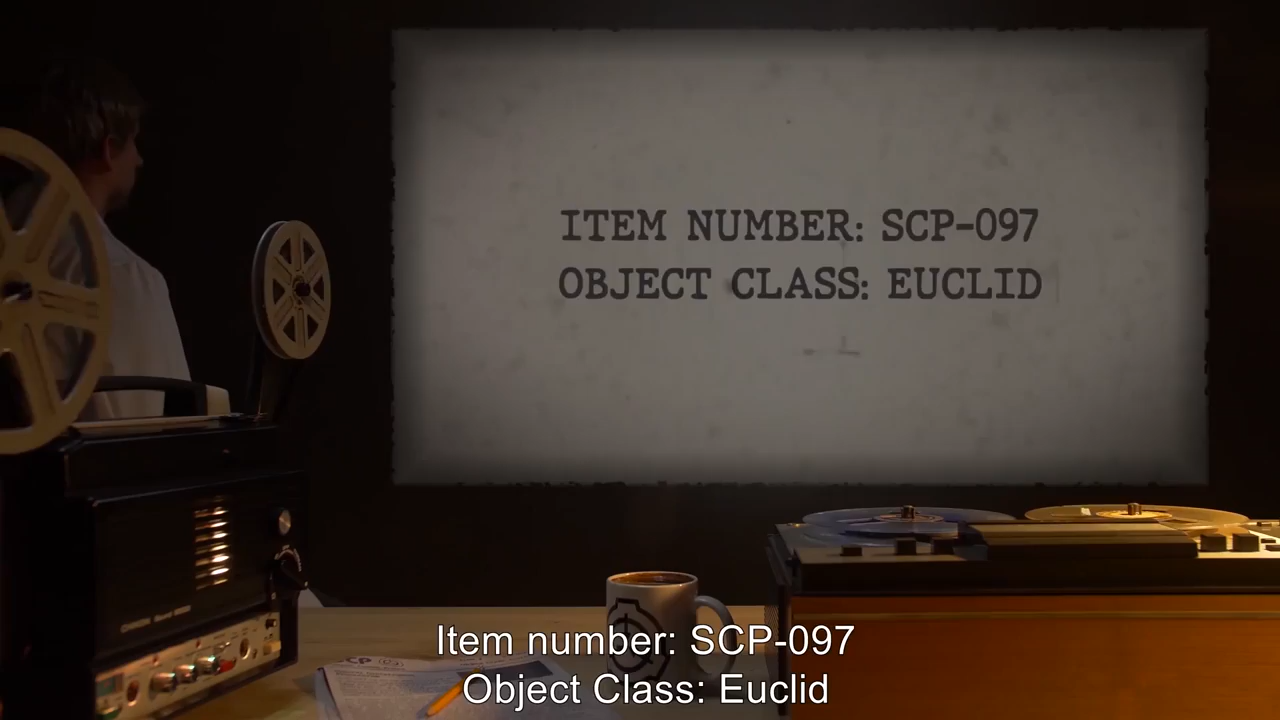 ITEM NUMBER: SCP-097
OBJECT CLASS: EUCLID
Item number: SCP-097
Object Class: Euclid